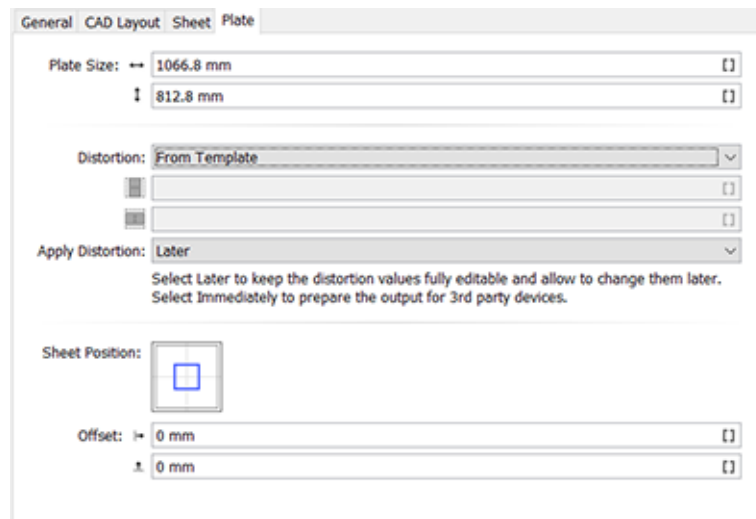 General CAD Layout Sheet Plate
Plate Size: 1066.8 mm
812.8 mm
Distortion: From Template
Apply Distortion: Later
Select Later to keep the distortion values fully editable and allow to change them later.
Select Immediately to prepare the output for 3rd party devices.
Sheet Position:
Offset: 0 mm
0 mm